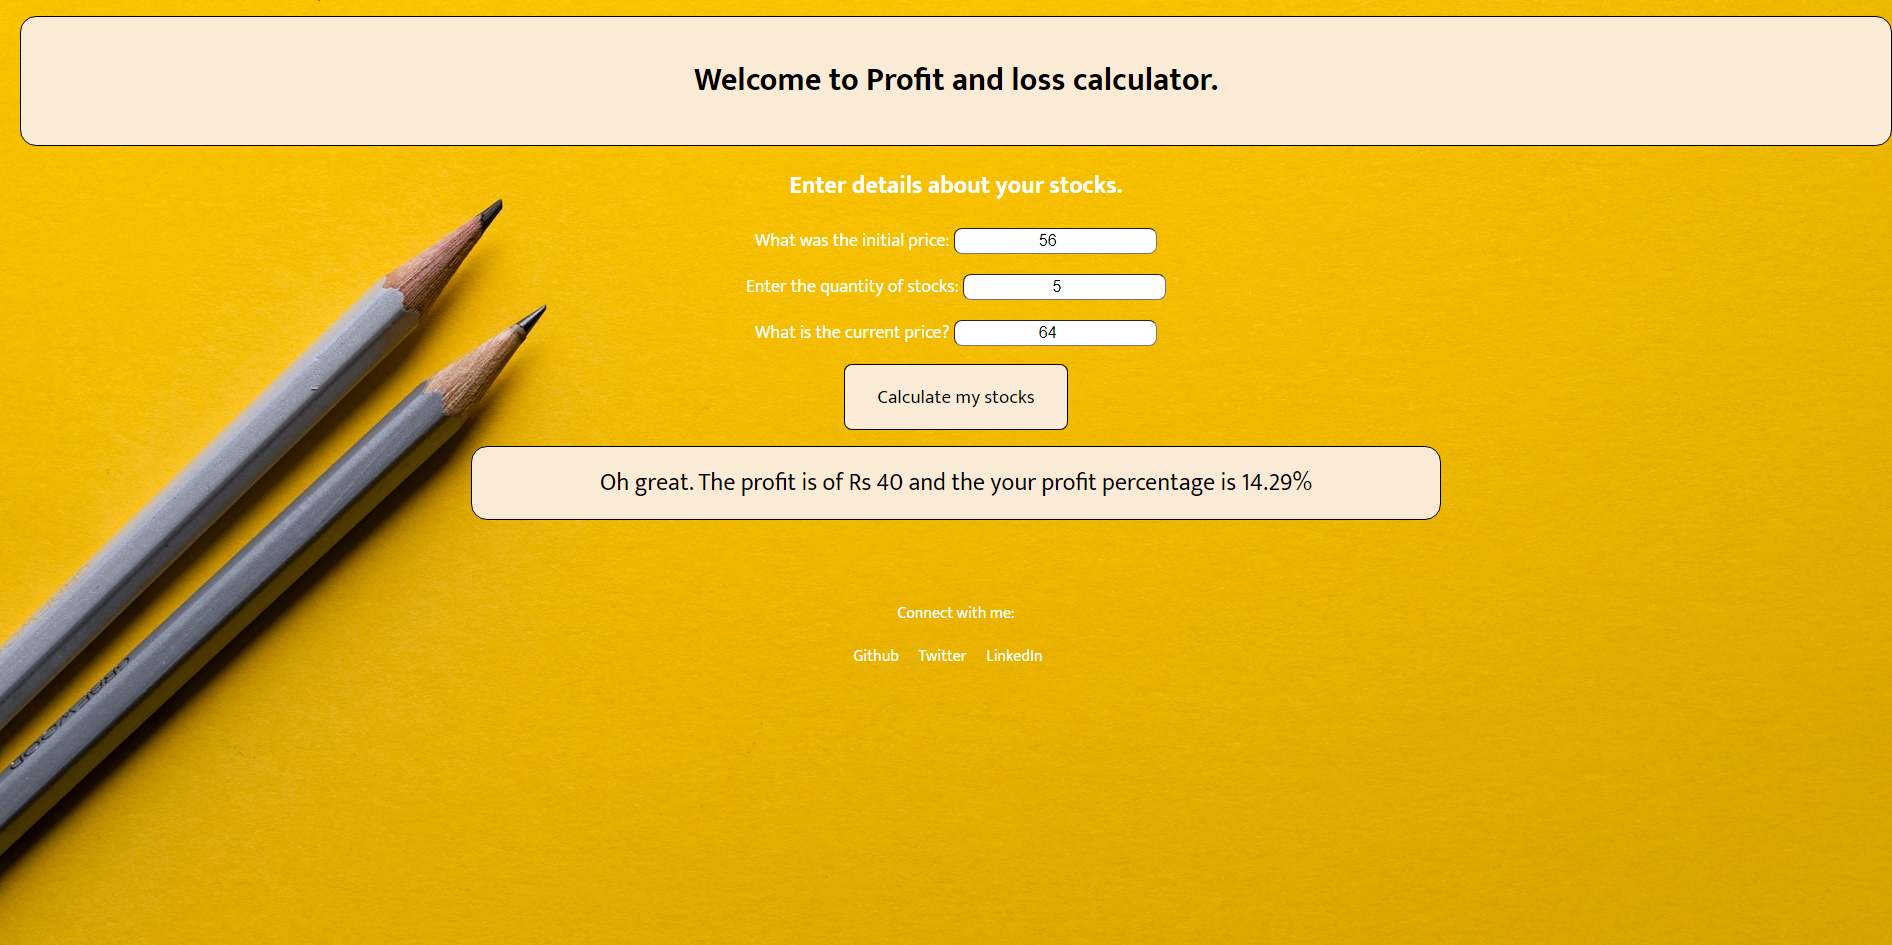 Welcome to Profit and loss calculator.
Enter details about your stocks.
What was the initial price: 56
Enter the quantity of stocks: 5
What is the current price? 64
Calculate my stocks
Oh great. The profit is of Rs 40 and the your profit percentage is 14.29%
Connect with me:
Github Twitter LinkedIn